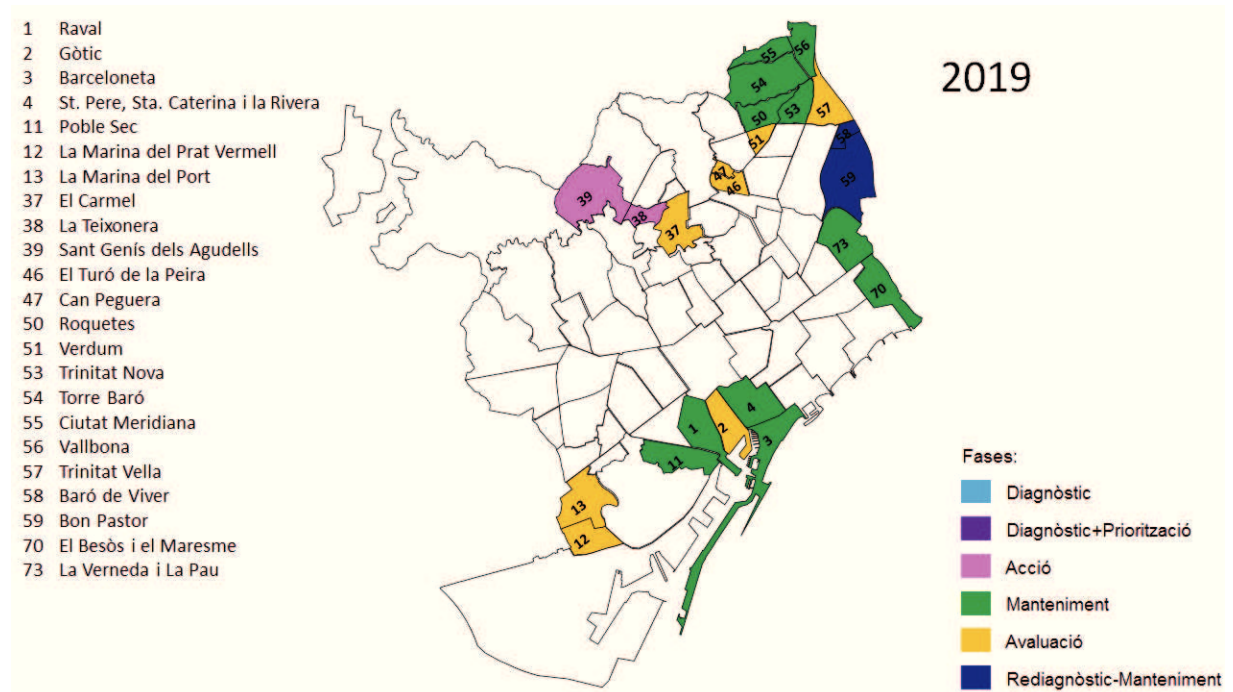 1 Raval
2 Gòtic
3 Barceloneta
4 St. Pere, Sta. Caterina i la Rivera
11 Poble Sec
12 La Marina del Prat Vermell
13 La Marina del Port
37 El Carmel
38 La Teixonera
39 Sant Genís dels Agudells
46 El Turó de la Peira
47 Can Peguera
50 Roquetes
51 Verdum
53 Trinitat Nova
54 Torre Baró
55 Ciutat Meridiana
56 Vallbona
57 Trinitat Vella
58 Baró de Viver
59 Bon Pastor
70 El Besòs i el Maresme
73 La Verneda i La Pau
2019
56
55
54
53
57
50
51
58
47
46
59
39
38
37
73
70
4
1
2
3
11
13
12
Fases:
Diagnòstic
Diagnòstic+Priorització
Acció
Manteniment
Avaluació
Rediagnòstic-Manteniment